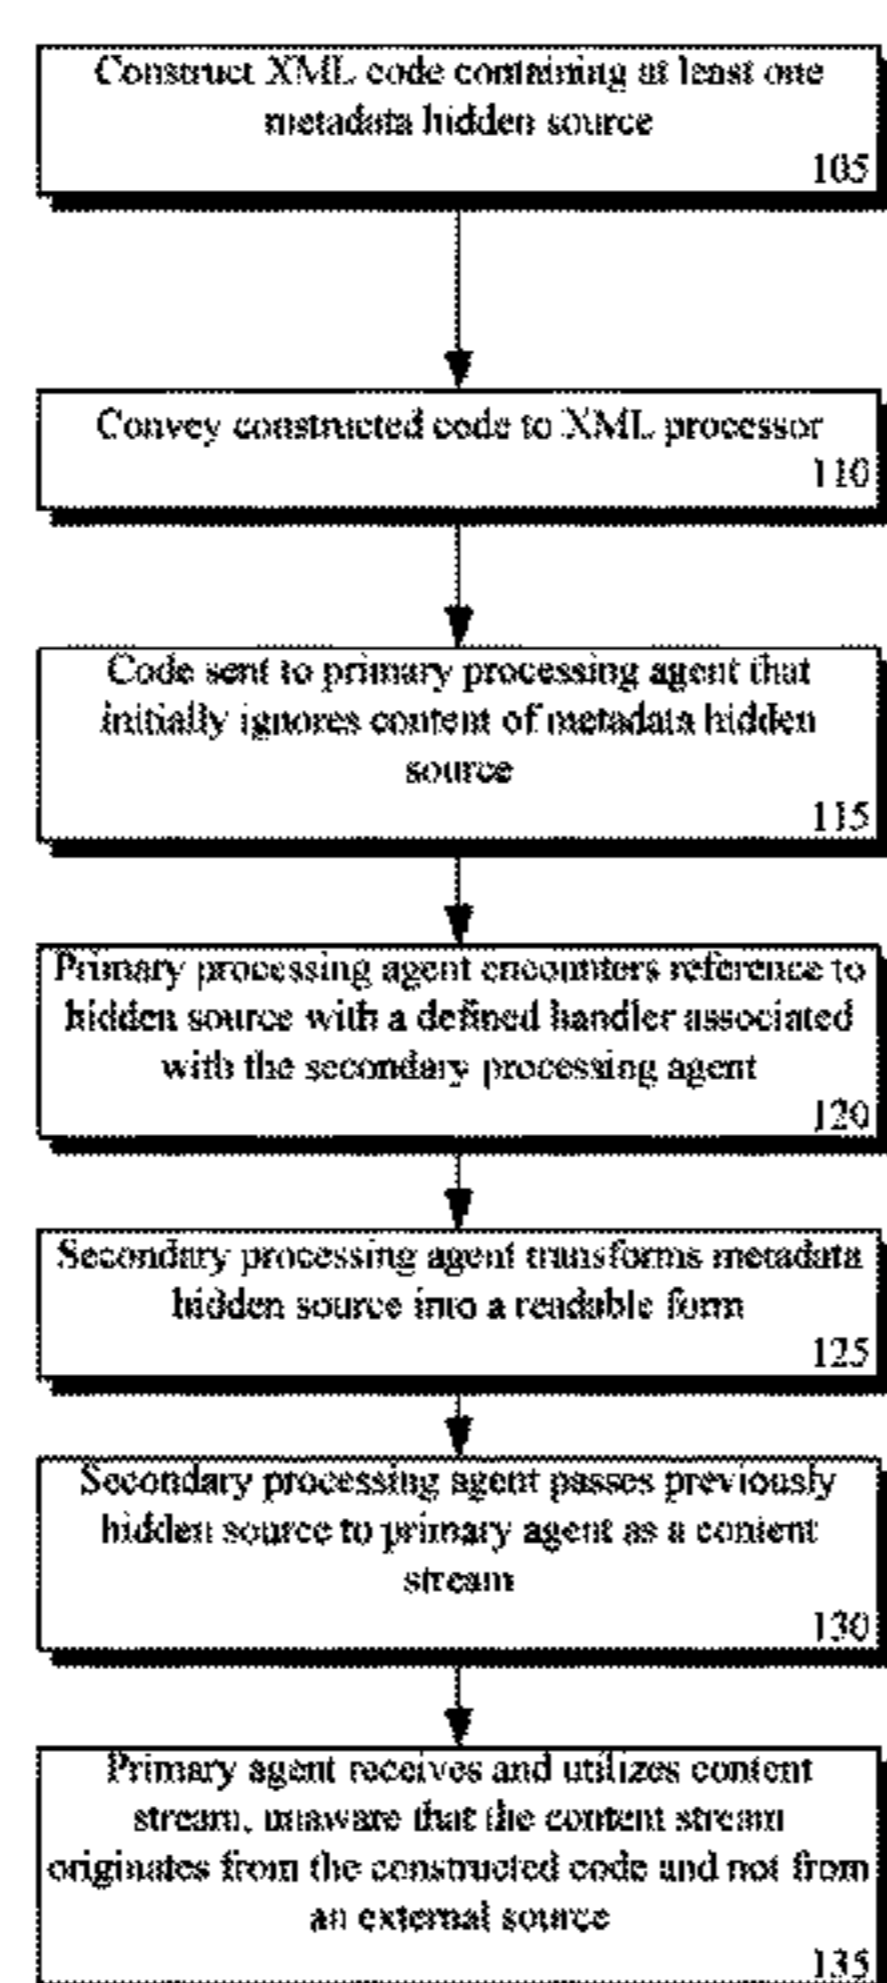 Construct XML code containing at least one
metadata hidden source
105
Convey constructed code to XML processor
110
Code sent to primary processing agent that
initially ignores content of metadata hidden
source
115
Primary processing agent encounters reference to
hidden source with a defined handler associated
with the secondary processing agent
120
Secondary processing agent transforms metadata
hidden source into a readable form
125
Secondary processing agent passes previously
hidden source to primary agent as a content
stream
130
Primary agent receives and utilizes content
stream, unaware that the content stream
originates from the constructed code and not from
an external source
135